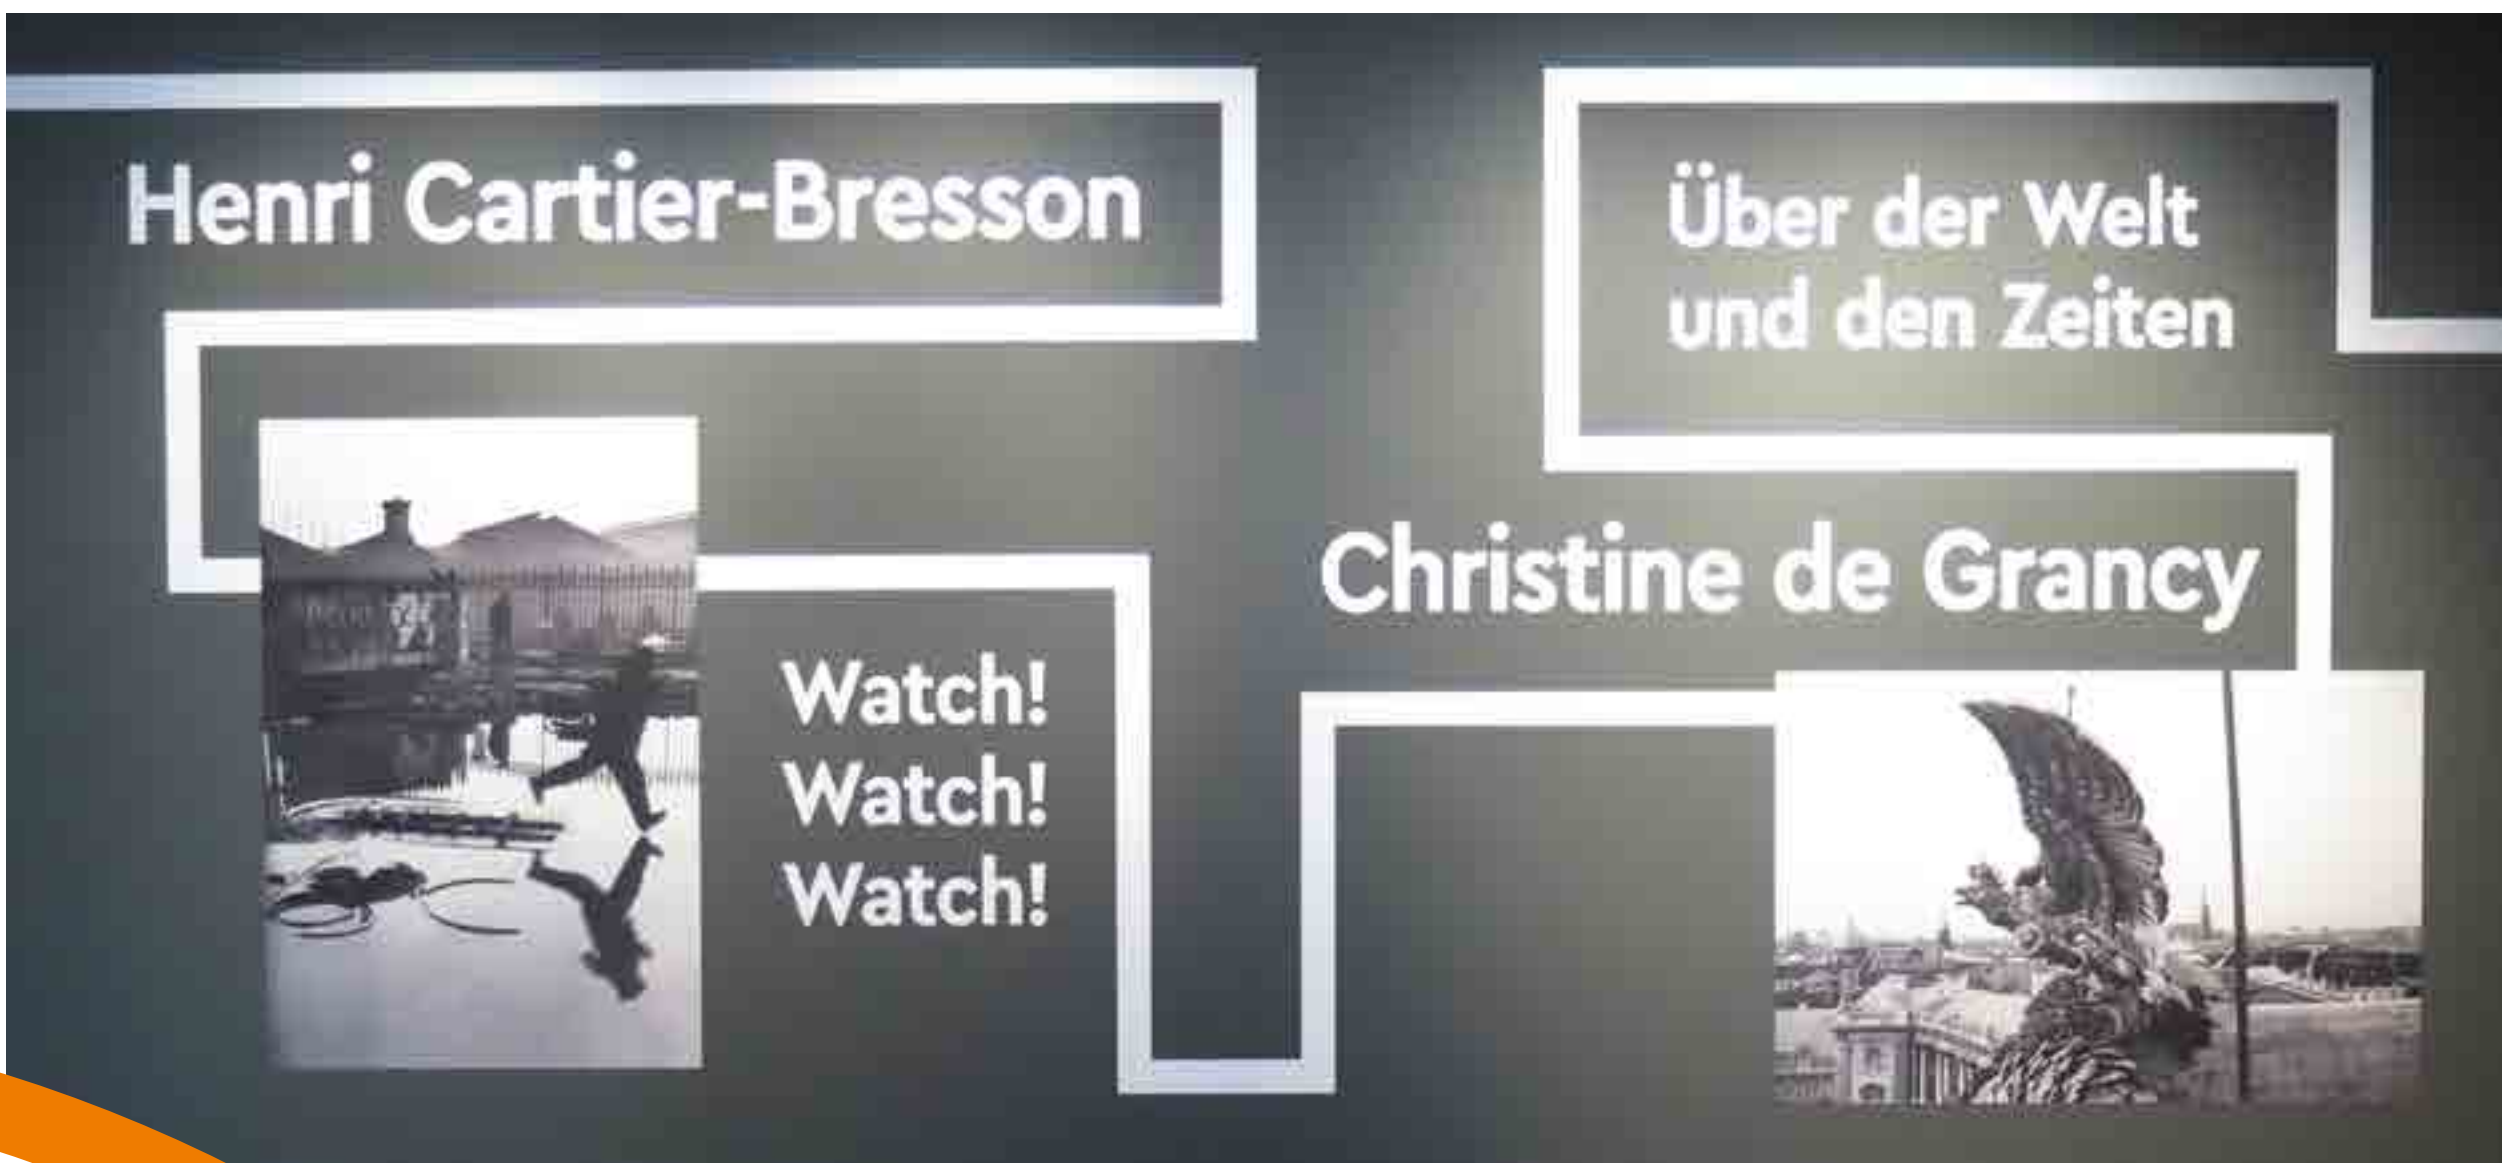 Henri Cartier-Bresson
Watch!
Watch!
Watch!
Über der Welt
und den Zeiten
Christine de Grancy